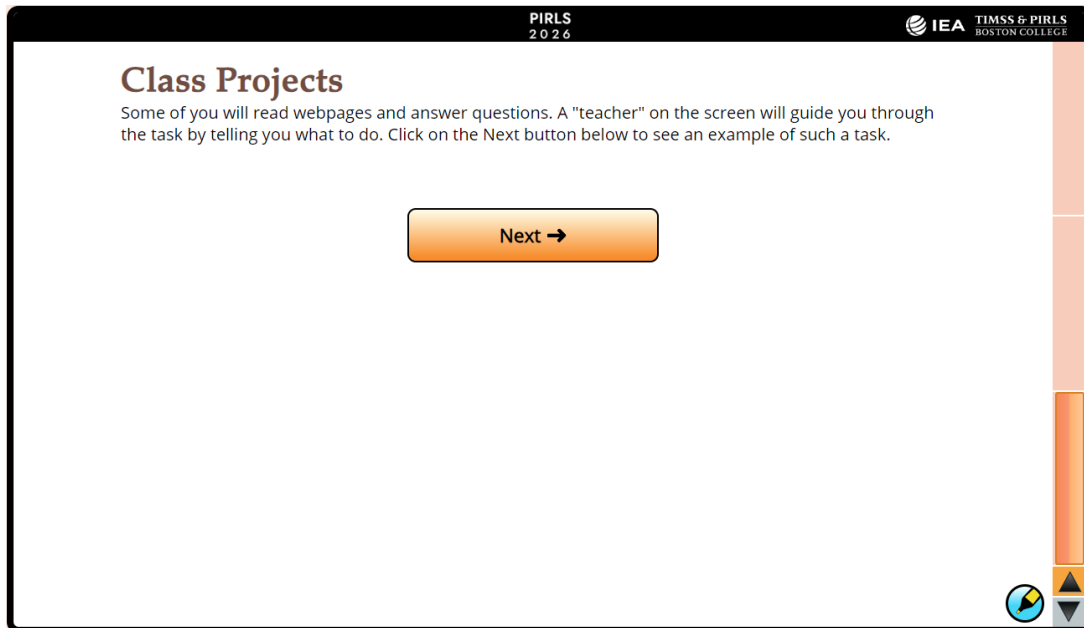 PIRLS
2026
IEA
TIMSS & PIRLS
BOSTON COLLEGE
Class Projects
Some of you will read webpages and answer questions. A "teacher" on the screen will guide you through
the task by telling you what to do. Click on the Next button below to see an example of such a task.
Next ➔